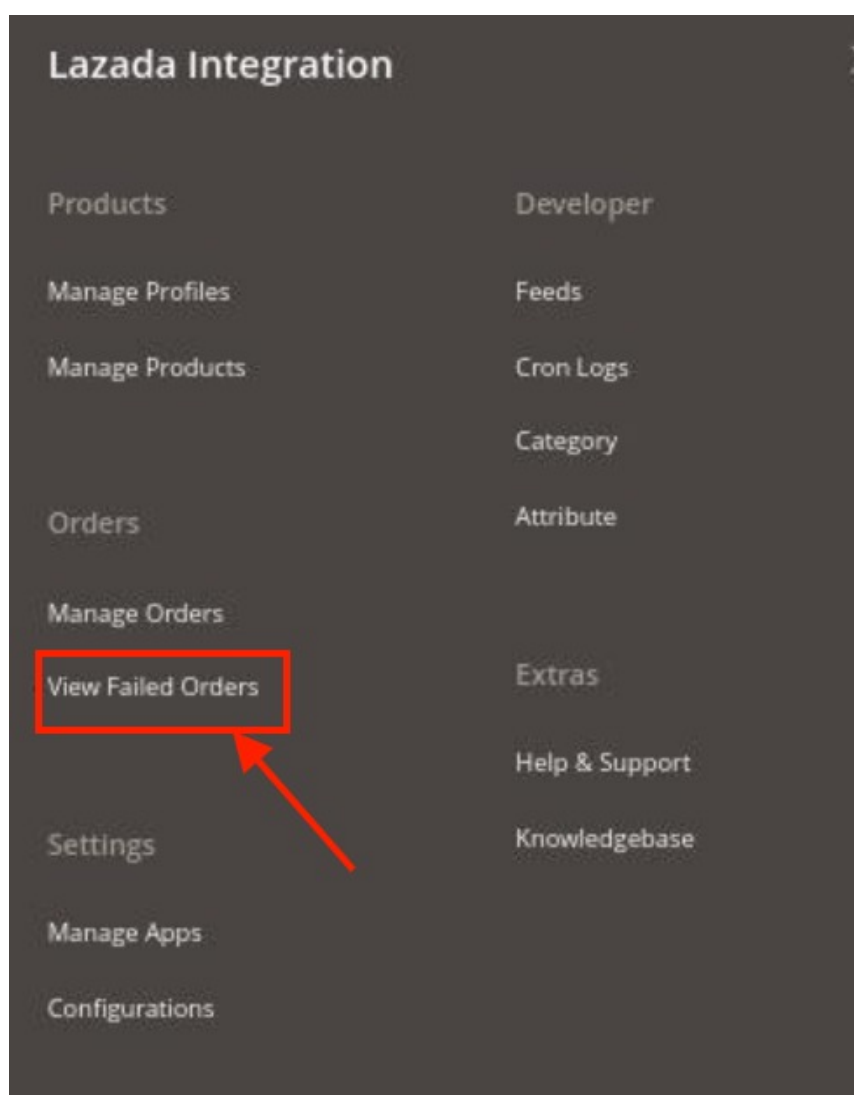 Lazada Integration
Products
Manage Profiles
Manage Products
Orders
Manage Orders
View Failed Orders
Settings
Manage Apps
Configurations
Developer
Feeds
Cron Logs
Category
Attribute
Extras
Help & Support
Knowledgebase